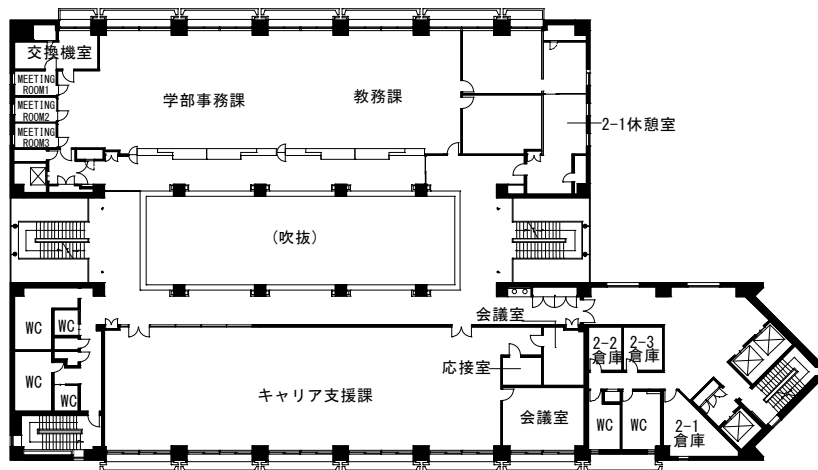 交換機室
MEETING
ROOM1
MEETING
ROOM2
MEETING
ROOM3
学部事務課
教務課
2-1休憩室
(吹抜)
会議室
WC
WC
WC
WC
応接室
キャリア支援課
会議室
2-2
倉庫
2-3
倉庫
WC
WC
2-1
倉庫